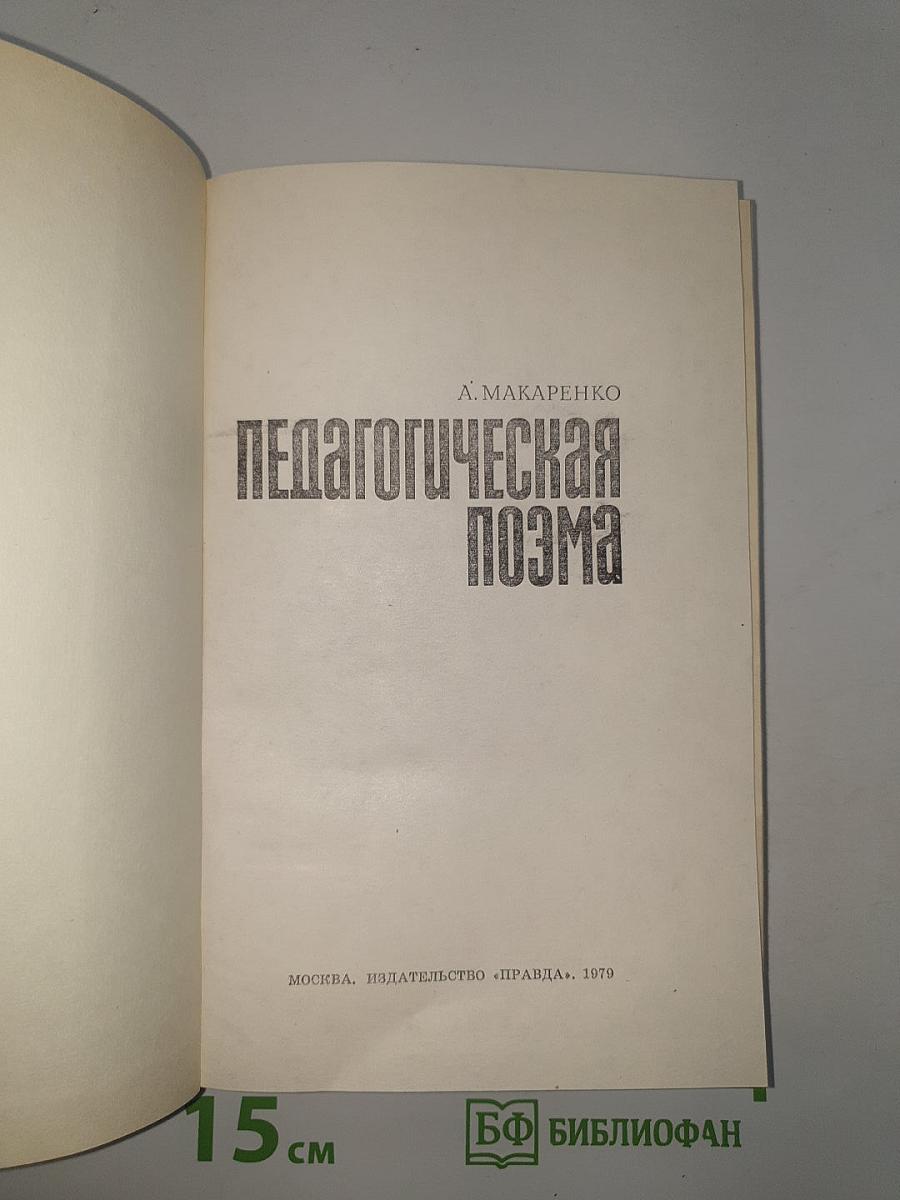 А. МАКАРЕНКО
ПЕДАГОГИЧЕСКАЯ
ПОЭМА
МОСКВА. ИЗДАТЕЛЬСТВО «ПРАВДА». 1979
15 см
БФ БИБЛИОФАН